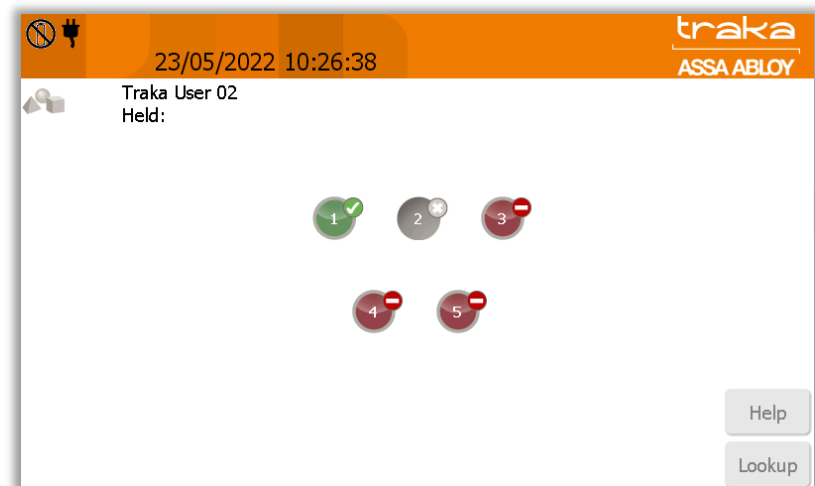 traka
23/05/2022 10:26:38
ASSA ABLOY
Traka User 02
Held:
1 2 3
4 5
Help
Lookup